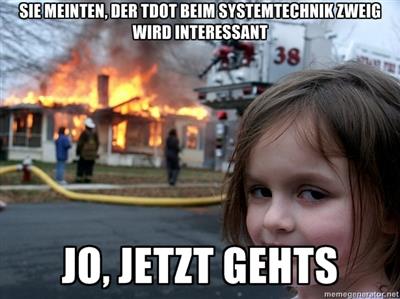 SIE MEINTEN, DER TDOT BEIM SYSTEMTECHNIK ZWEIG
WIRD INTERESSANT
38
JO, JETZT GEHTS
memegenerator.net